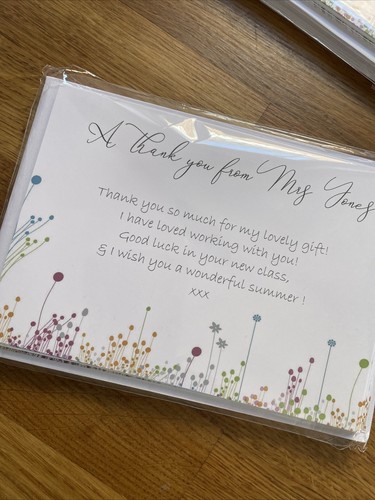 A Thank you from Mrs Jones
Thank you so much for my lovely gift!
I have loved working with you!
Good luck in your new class,
& I wish you a wonderful summer !
xxx